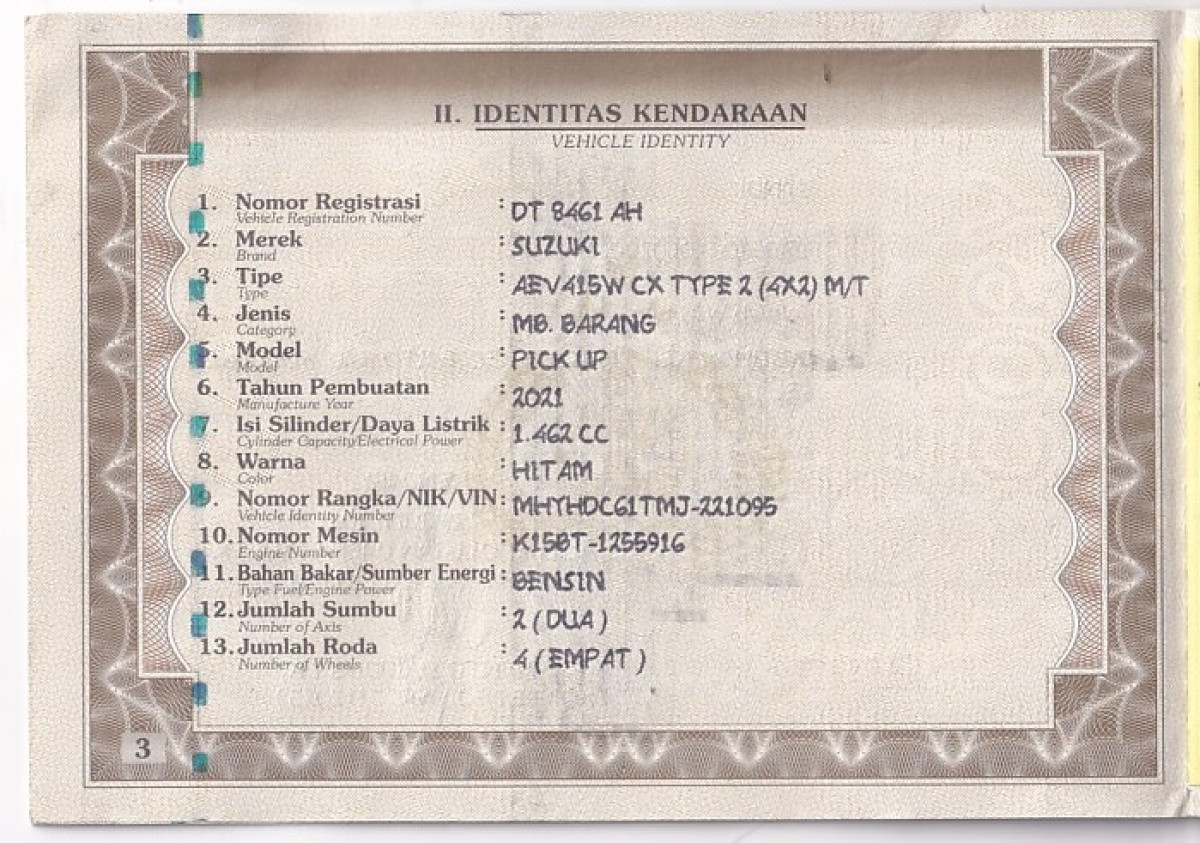 II. IDENTITAS KENDARAAN
VEHICLE IDENTITY
1. Nomor Registrasi : DT 8461 AH
Vehicle Registration Number
2. Merek : SUZUKI
Brand
3. Tipe : AEV415W CX TYPE 2 (4X2) M/T
Type
4. Jenis : MB. BARANG
Category
5. Model : PICK UP
Model
6. Tahun Pembuatan : 2021
Manufacture Year
7. Isi Silinder/Daya Listrik : 1.462 CC
Cylinder Capacity/Electrical Power
8. Warna : HITAM
Color
9. Nomor Rangka/NIK/VIN : MHYHDC61TMJ-221095
Vehicle Identity Number
10. Nomor Mesin : K15BT-1255916
Engine Number
11. Bahan Bakar/Sumber Energi : BENSIN
Type Fuel/Engine Power
12. Jumlah Sumbu : 2 (DUA)
Number of Axis
13. Jumlah Roda : 4 (EMPAT)
Number of Wheels
3